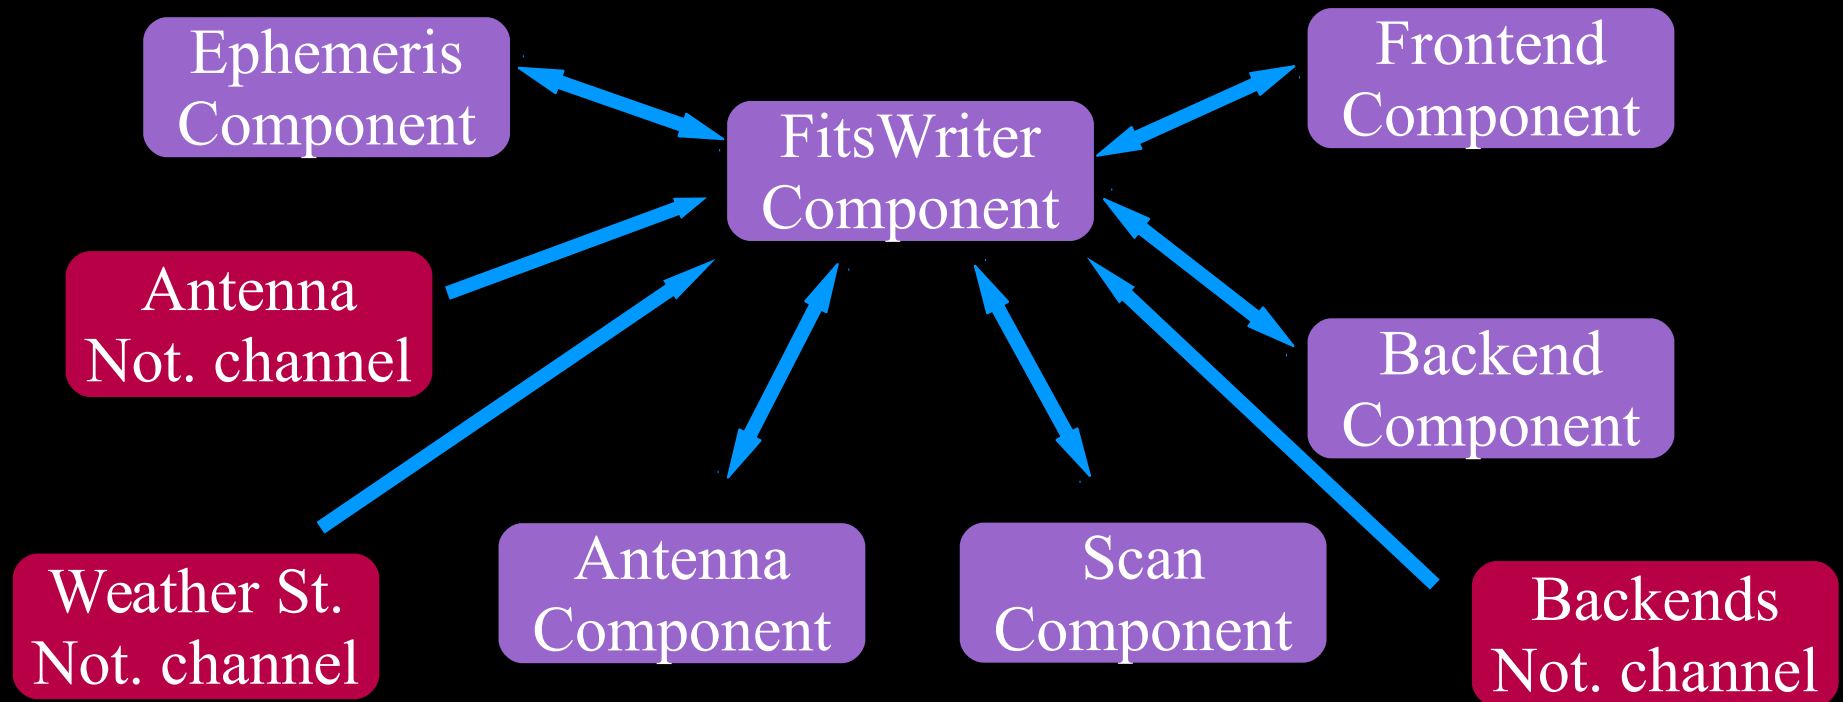 Ephemeris
Component
FitsWriter
Component
Frontend
Component
Antenna
Not. channel
Backend
Component
Weather St.
Not. channel
Antenna
Component
Scan
Component
Backends
Not. channel